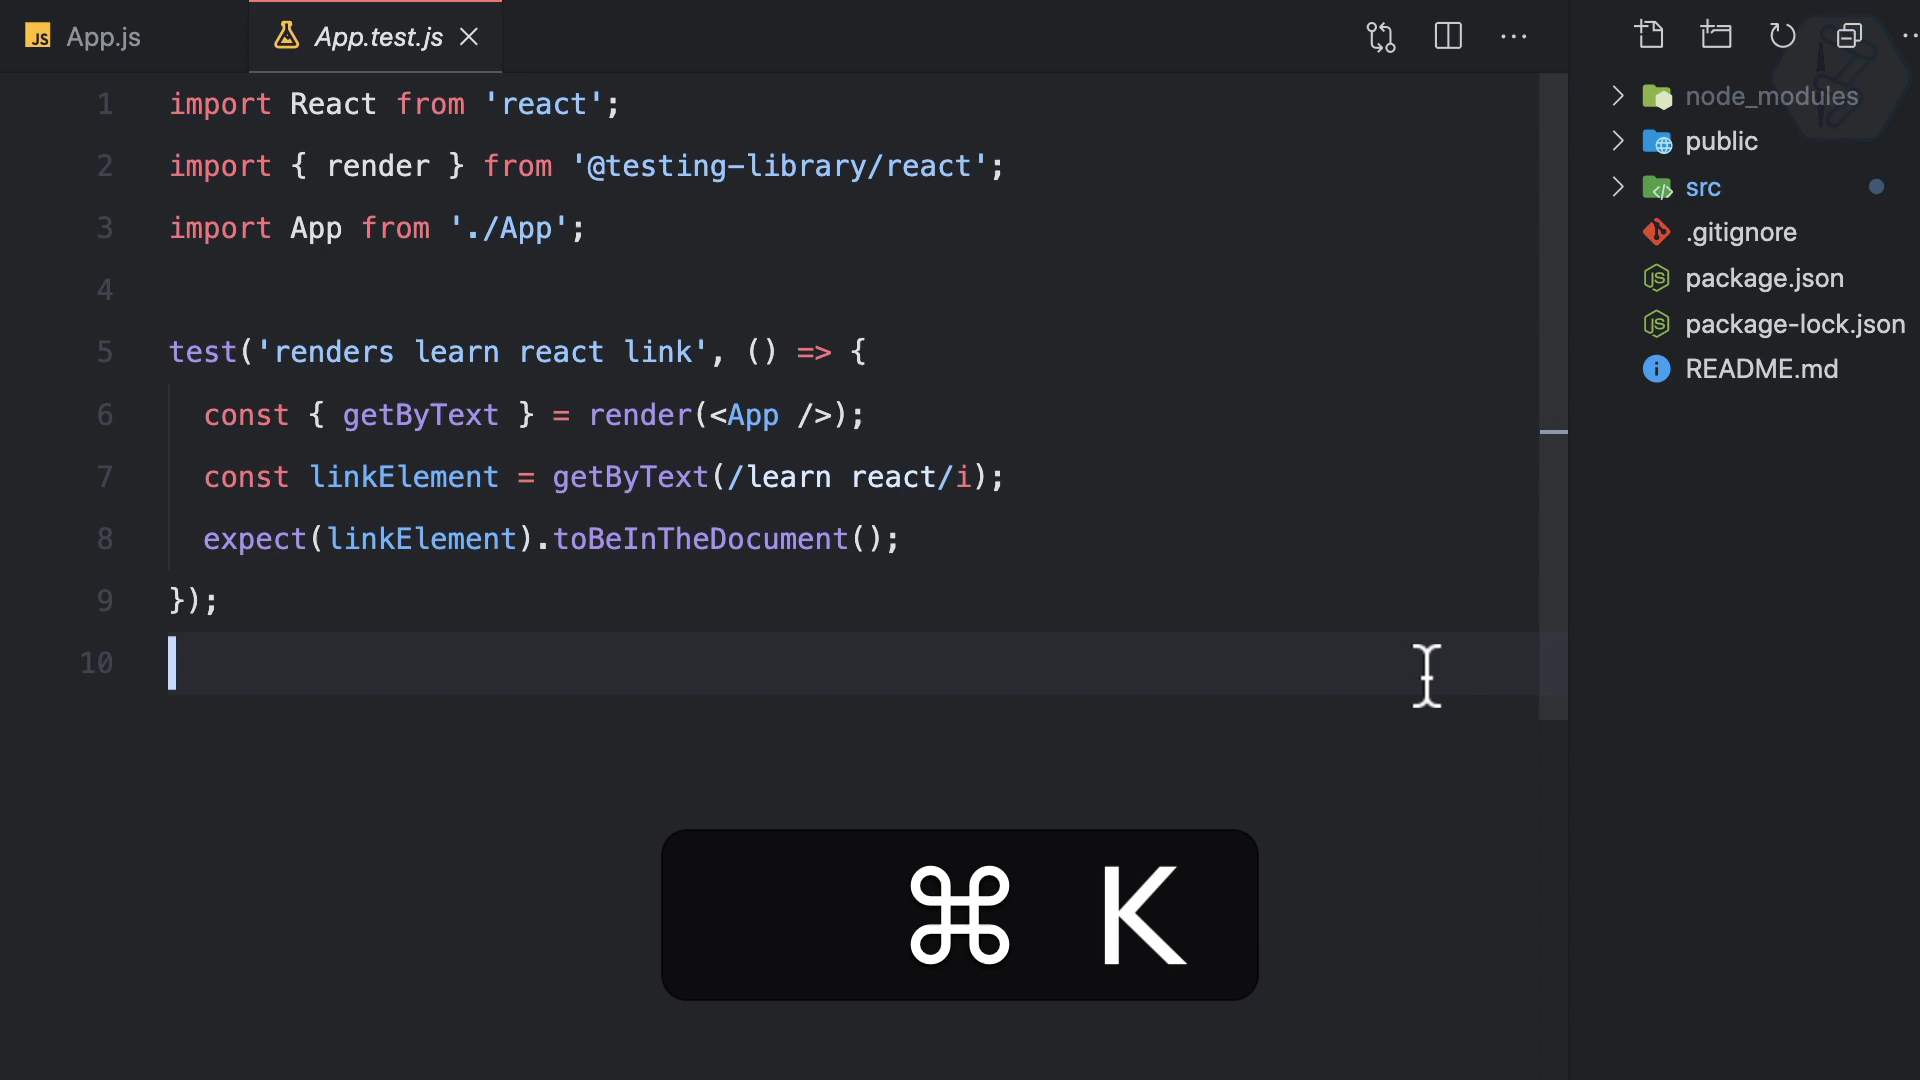 JS App.js
App.test.js
1 import React from 'react';
2 import { render } from '@testing-library/react';
3 import App from './App';
4
5 test('renders learn react link', () => {
6 const { getByText } = render(<App />);
7 const linkElement = getByText(/learn react/i);
8 expect(linkElement).toBeInTheDocument();
9 });
10
node_modules
public
src
.gitignore
package.json
package-lock.json
README.md
⌘ K